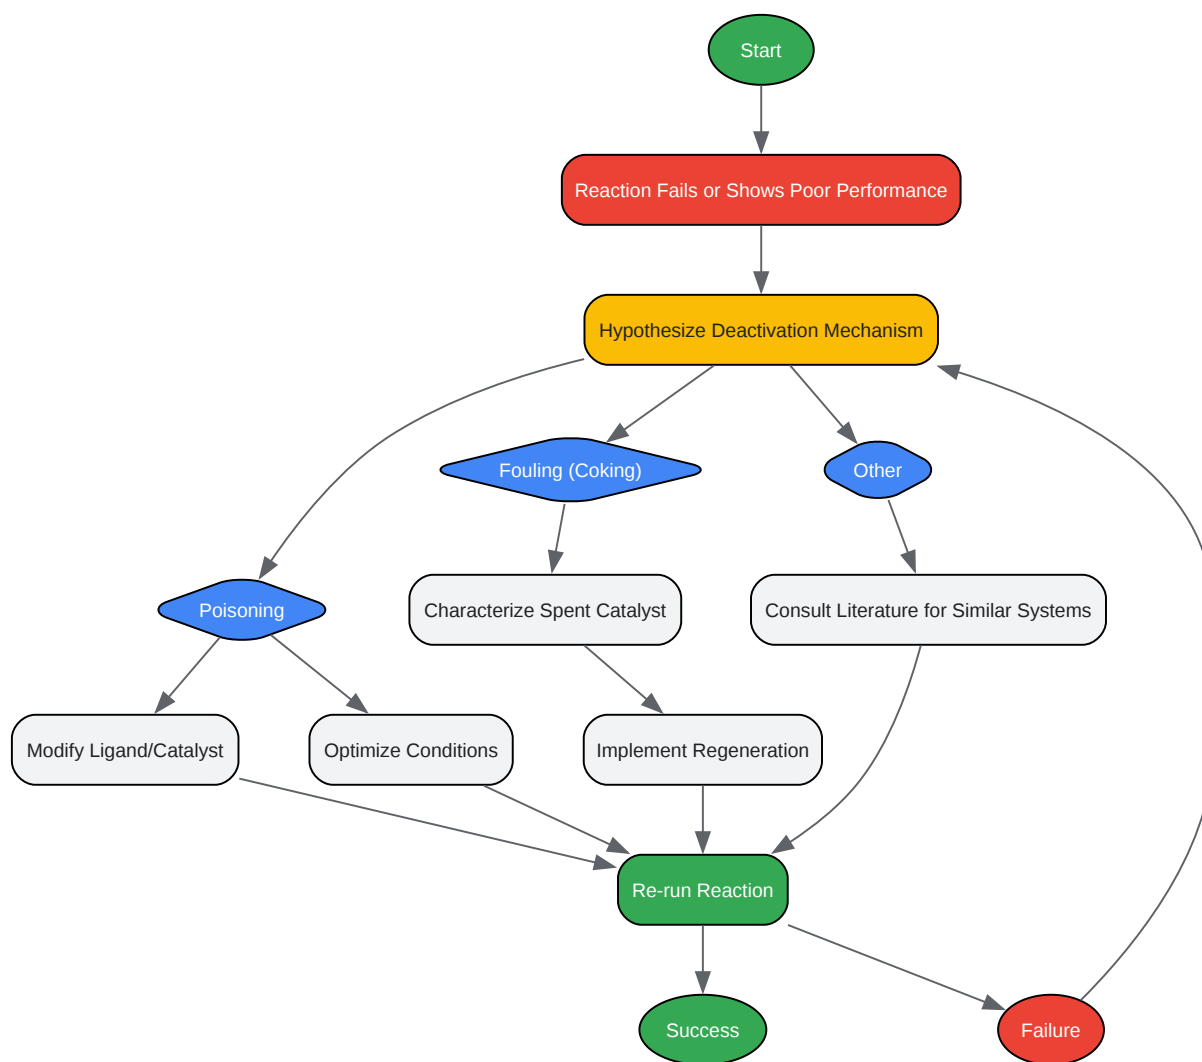 Start
Reaction Fails or Shows Poor Performance
Hypothesize Deactivation Mechanism
Fouling (Coking)
Other
Poisoning
Characterize Spent Catalyst
Consult Literature for Similar Systems
Modify Ligand/Catalyst
Optimize Conditions
Implement Regeneration
Re-run Reaction
Success
Failure